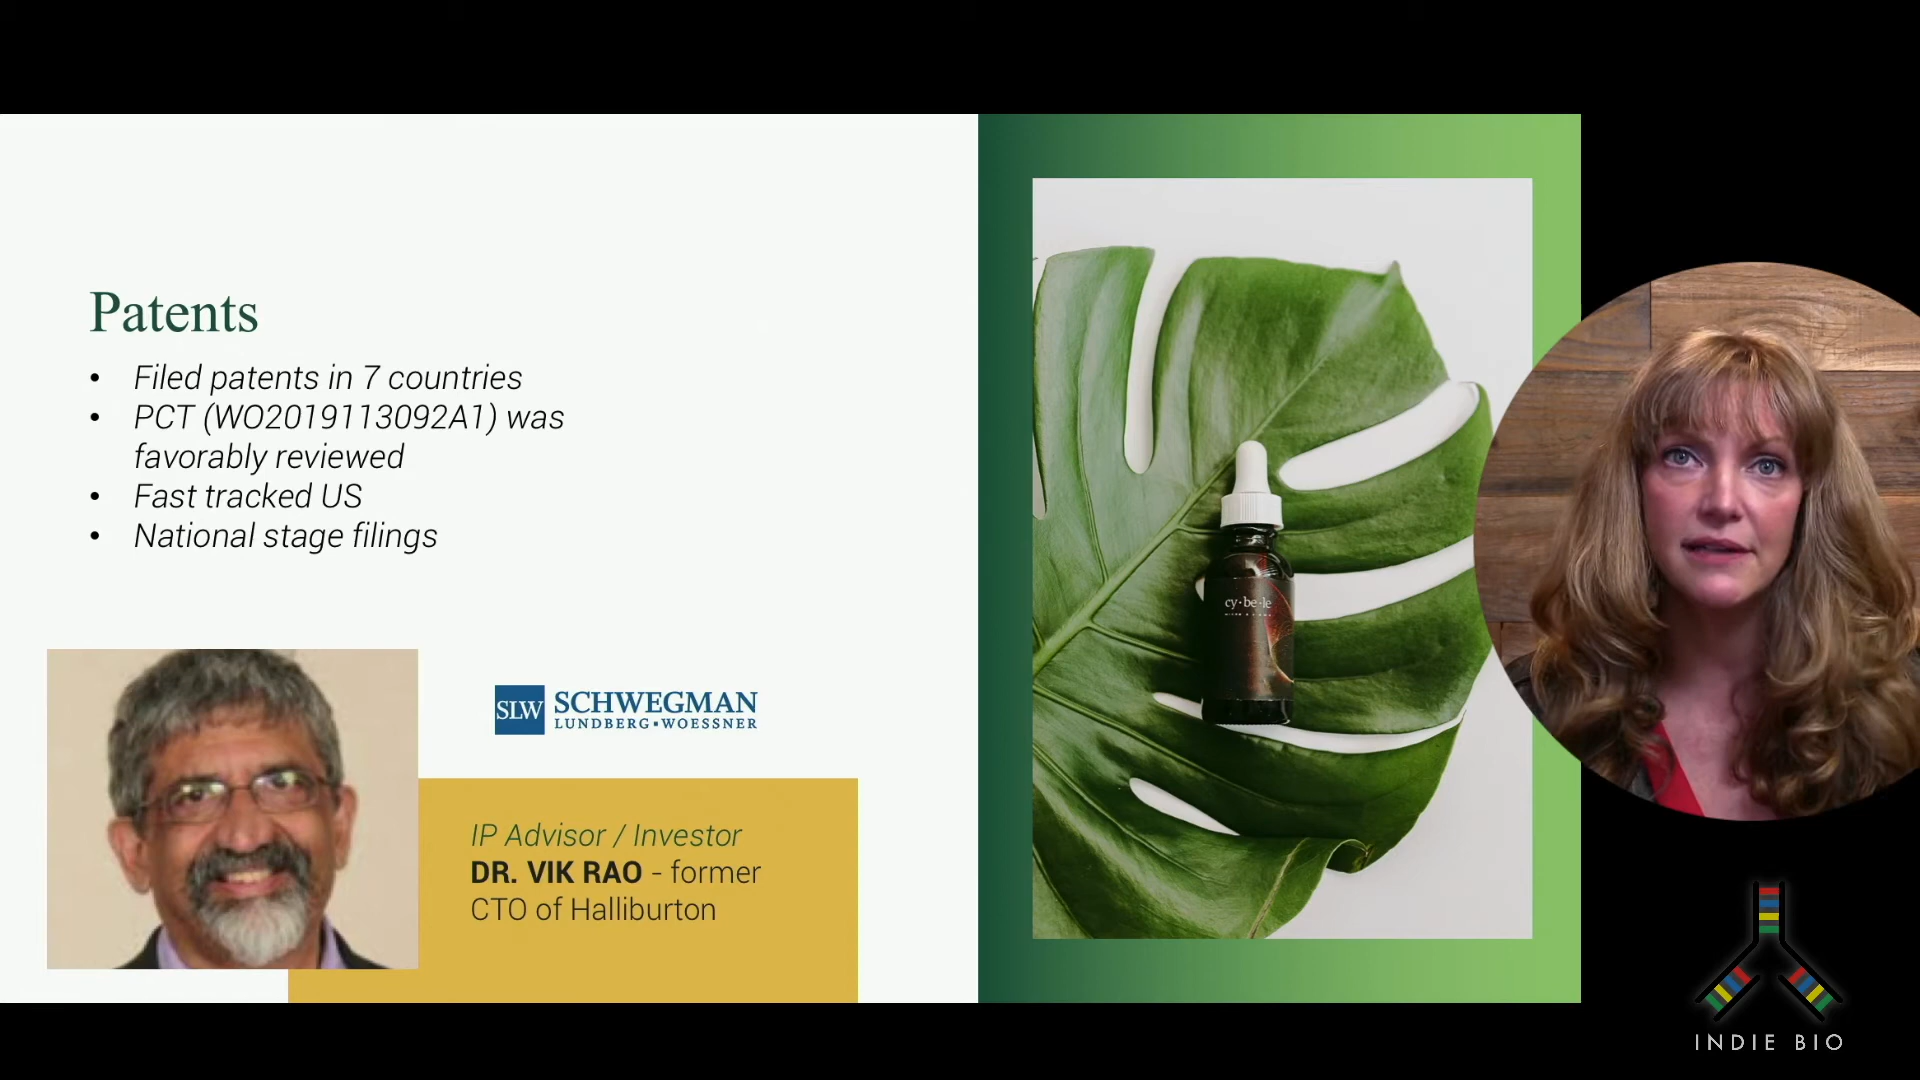 Patents
• Filed patents in 7 countries
• PCT (WO2019113092A1) was
favorably reviewed
• Fast tracked US
• National stage filings
SLW SCHWEGMAN
LUNDBERG▪WOESSNER
IP Advisor / Investor
DR. VIK RAO - former
CTO of Halliburton
cy·be·le
INDIE BIO